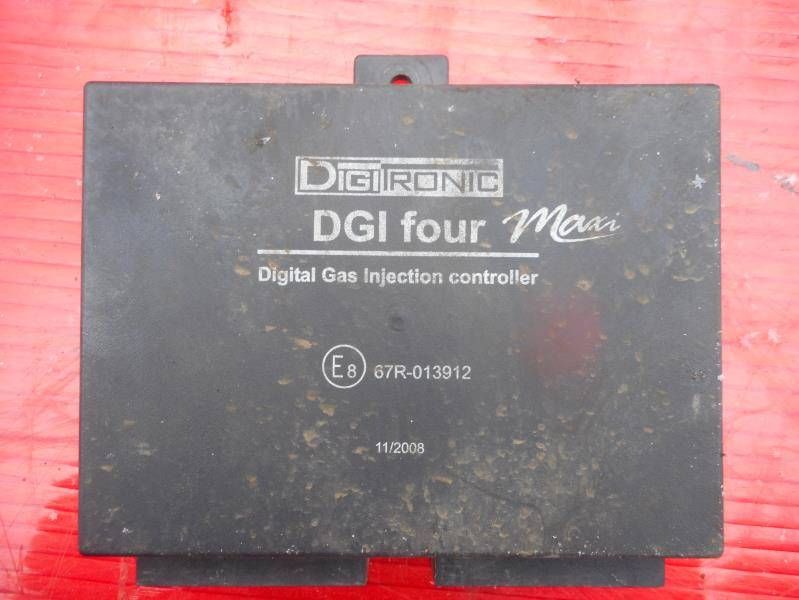 DIGITRONIC
DGI four Maxi
Digital Gas Injection controller
E8 67R-013912
11/2008